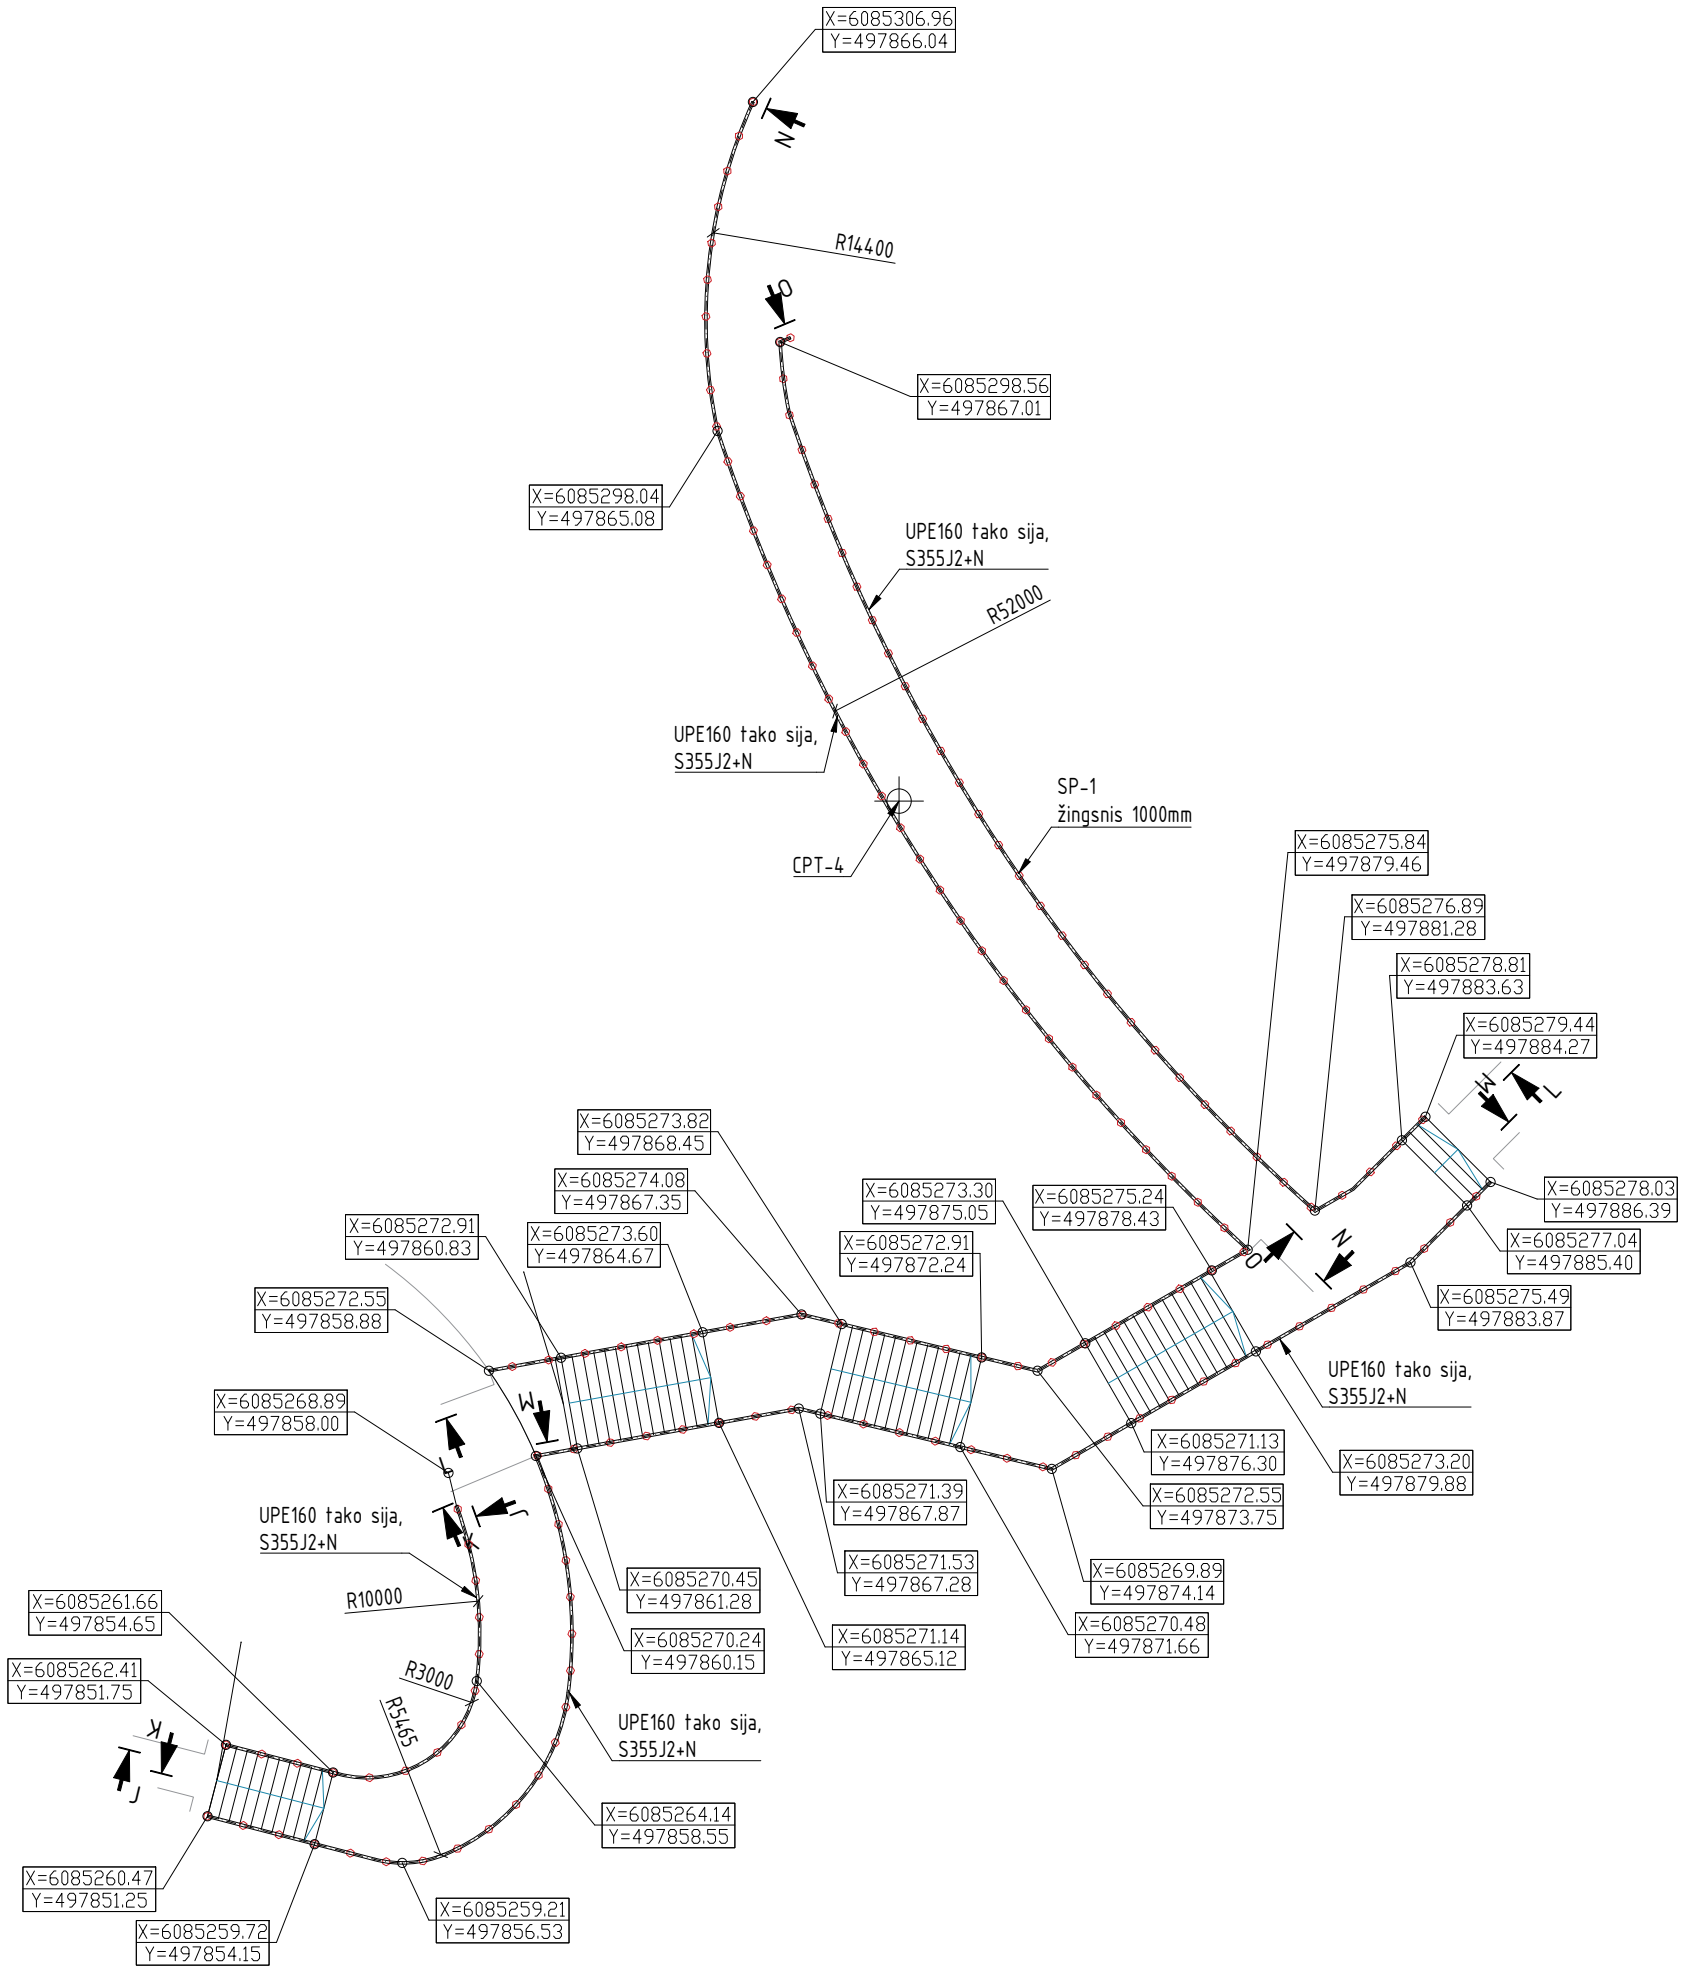 X=6085306.96
Y=497866.04
N
R14400
O
X=6085298.56
Y=497867.01
X=6085298.04
Y=497865.08
UPE160 tako sija,
S355J2+N
R52000
UPE160 tako sija,
S355J2+N
SP-1
žingsnis 1000mm
CPT-4
X=6085275.84
Y=497879.46
X=6085276.89
Y=497881.28
X=6085278.81
Y=497883.63
X=6085279.44
Y=497884.27
M
L
X=6085273.82
Y=497868.45
X=6085274.08
Y=497867.35
X=6085273.30
Y=497875.05
X=6085275.24
Y=497878.43
X=6085278.03
Y=497886.39
X=6085272.91
Y=497860.83
X=6085273.60
Y=497864.67
X=6085272.91
Y=497872.24
O
N
X=6085277.04
Y=497885.40
X=6085272.55
Y=497858.88
X=6085275.49
Y=497883.87
UPE160 tako sija,
S355J2+N
X=6085268.89
Y=497858.00
M
L
X=6085271.13
Y=497876.30
X=6085273.20
Y=497879.88
X=6085271.39
Y=497867.87
X=6085272.55
Y=497873.75
UPE160 tako sija,
S355J2+N
J
K
X=6085271.53
Y=497867.28
X=6085269.89
Y=497874.14
X=6085270.45
Y=497861.28
R10000
X=6085261.66
Y=497854.65
X=6085270.24
Y=497860.15
X=6085271.14
Y=497865.12
X=6085270.48
Y=497871.66
X=6085262.41
Y=497851.75
R3000
R5465
K
J
UPE160 tako sija,
S355J2+N
X=6085264.14
Y=497858.55
X=6085260.47
Y=497851.25
X=6085259.21
Y=497856.53
X=6085259.72
Y=497854.15